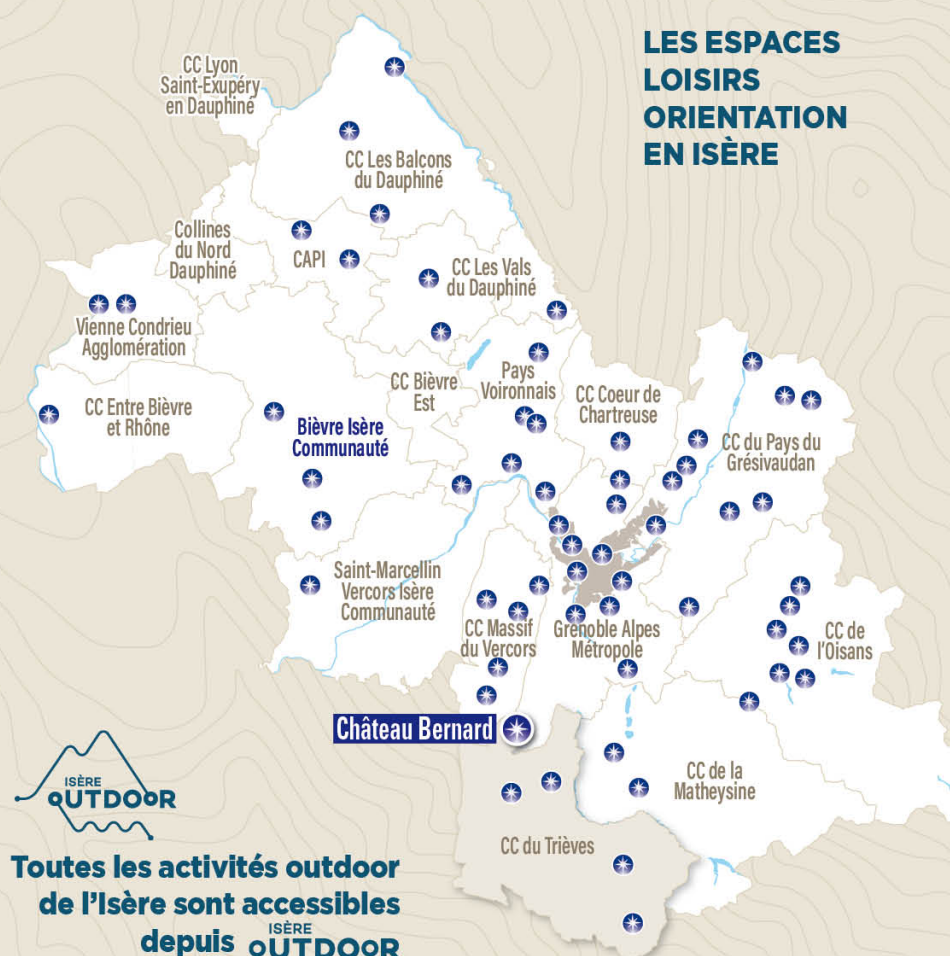 LES ESPACES
LOISIRS
ORIENTATION
EN ISÈRE
CC Lyon
Saint-Exupéry
en Dauphiné
CC Les Balcons
du Dauphiné
Collines
du Nord
Dauphiné
CAPI
CC Les Vals
du Dauphiné
Vienne Condrieu
Agglomération
CC Entre Bièvre
et Rhône
CC Bièvre
Est
Pays
Voironnais
CC Coeur de
Chartreuse
Bièvre Isère
Communauté
CC du Pays du
Grésivaudan
Saint-Marcellin
Vercors Isère
Communauté
CC Massif
du Vercors
Grenoble Alpes
Métropole
CC de
l'Oisans
Château Bernard
CC de la
Matheysine
CC du Trièves
ISÈRE
OUTDOOR
Toutes les activités outdoor
de l'Isère sont accessibles
depuis ISÈRE OUTDOOR